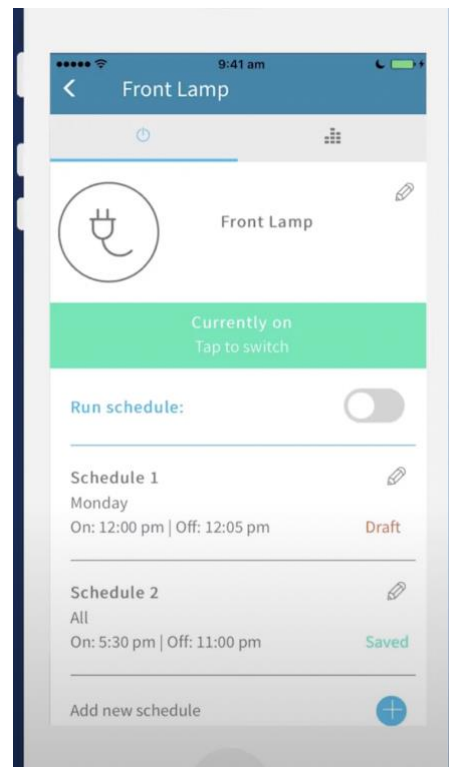 9:41 am
Front Lamp
Front Lamp
Currently on
Tap to switch
Run schedule:
Schedule 1
Monday
On: 12:00 pm | Off: 12:05 pm
Draft
Schedule 2
All
On: 5:30 pm | Off: 11:00 pm
Saved
Add new schedule